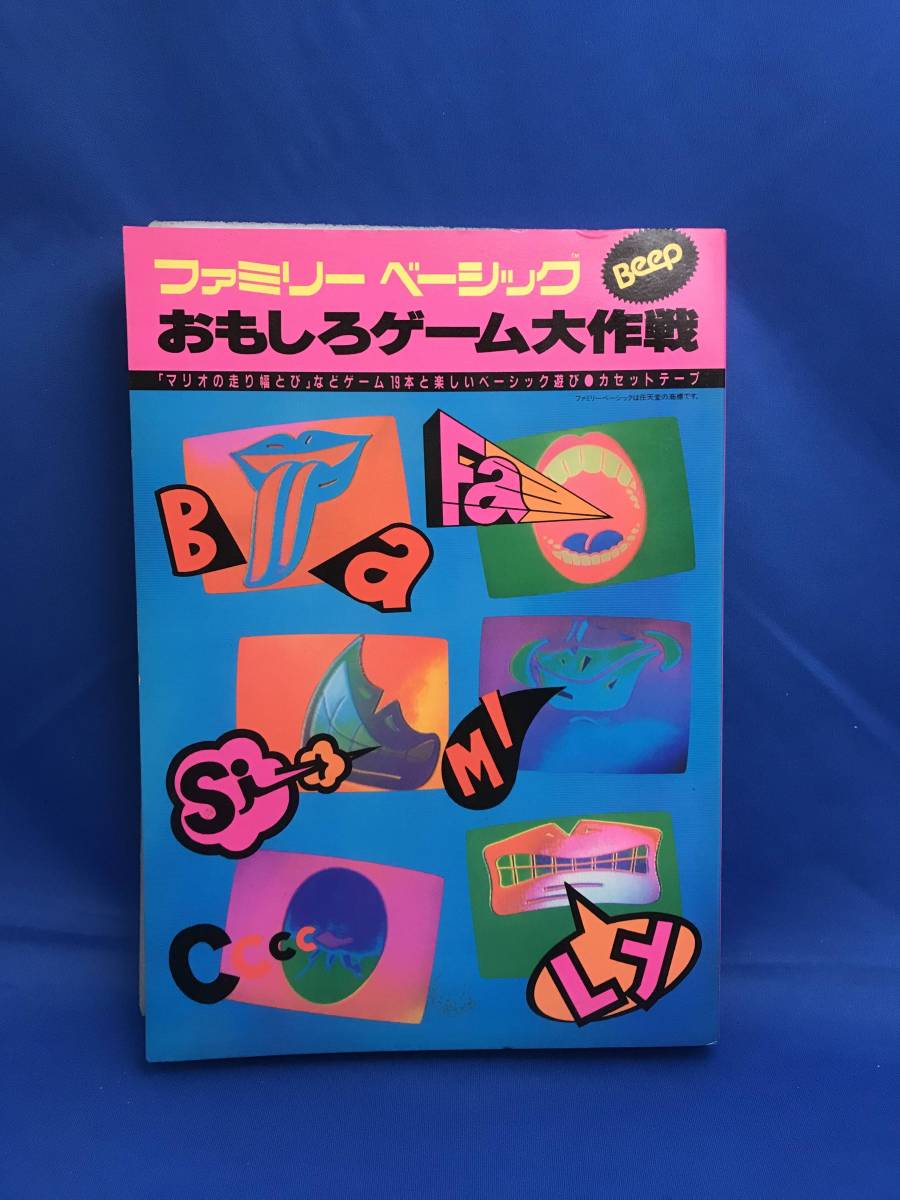 ファミリー ベーシック™
Beep
おもしろゲーム大作戦
「マリオの走り幅とび」などゲーム19本と楽しいベーシック遊び●カセットテープ
ファミリーベーシックは任天堂の商標です。
B a
Fa
Si
Mi
C c c c c
Ly